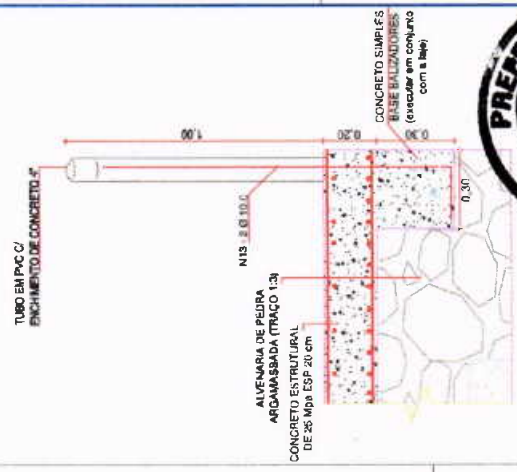 TUBO EM PVC C/
ENCHIMENTO DE CONCRETO 4"
1,00
0,20
0,30
N13 - 2 Ø 10.0
CONCRETO SIMPLES
BASE BALIZADORES
(executar em conjunto
com a laje)
0,30
ALVENARIA DE PEDRA
ARGAMASSADA (TRAÇO 1:3)
CONCRETO ESTRUTURAL
DE 25 Mpa ESP 20 cm